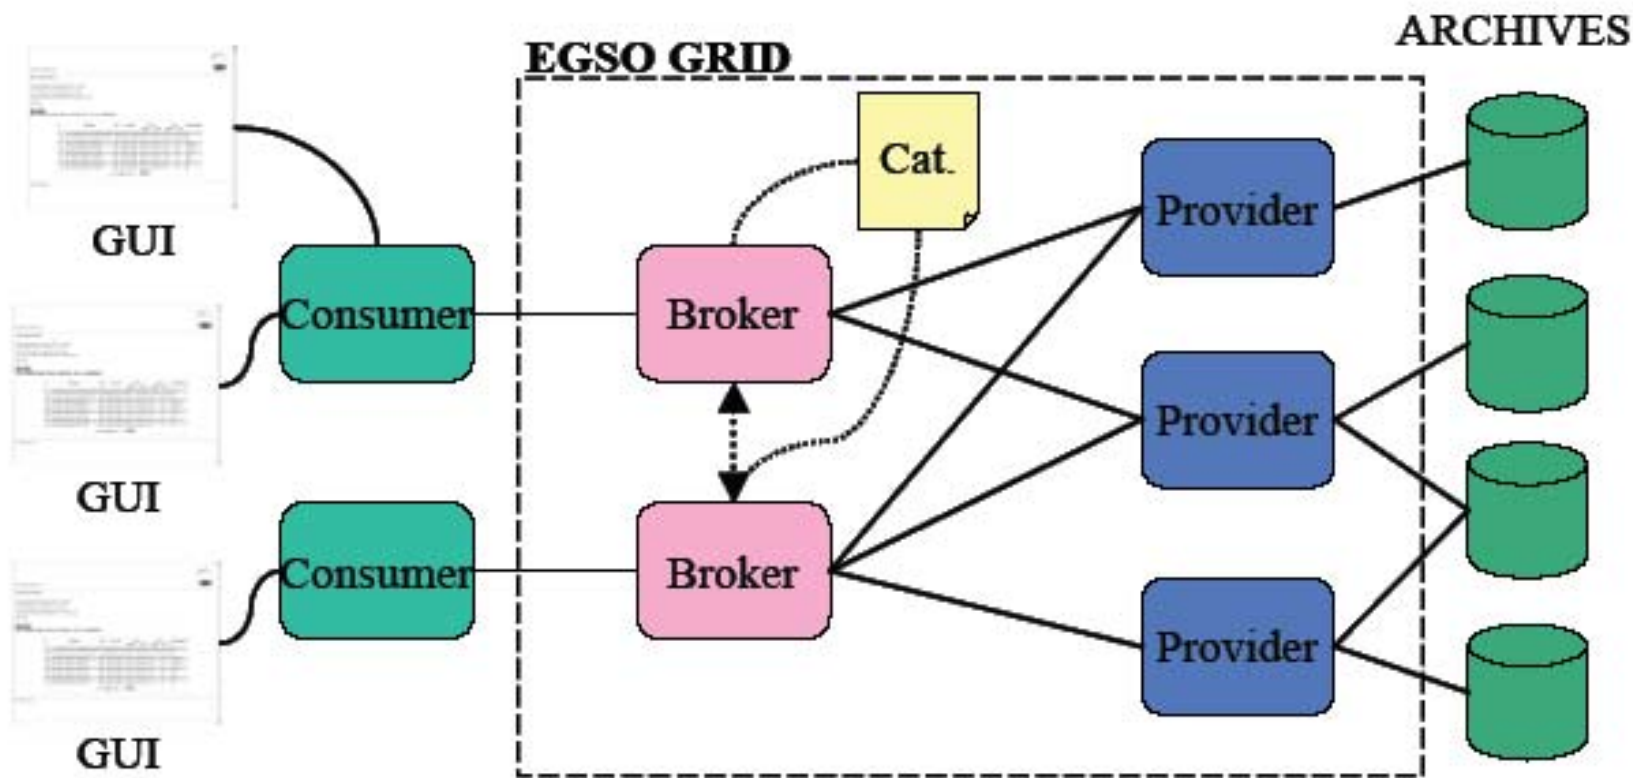 ARCHIVES
EGSO GRID
Cat.
GUI
Provider
Consumer
Broker
Provider
GUI
Consumer
Broker
Provider
GUI